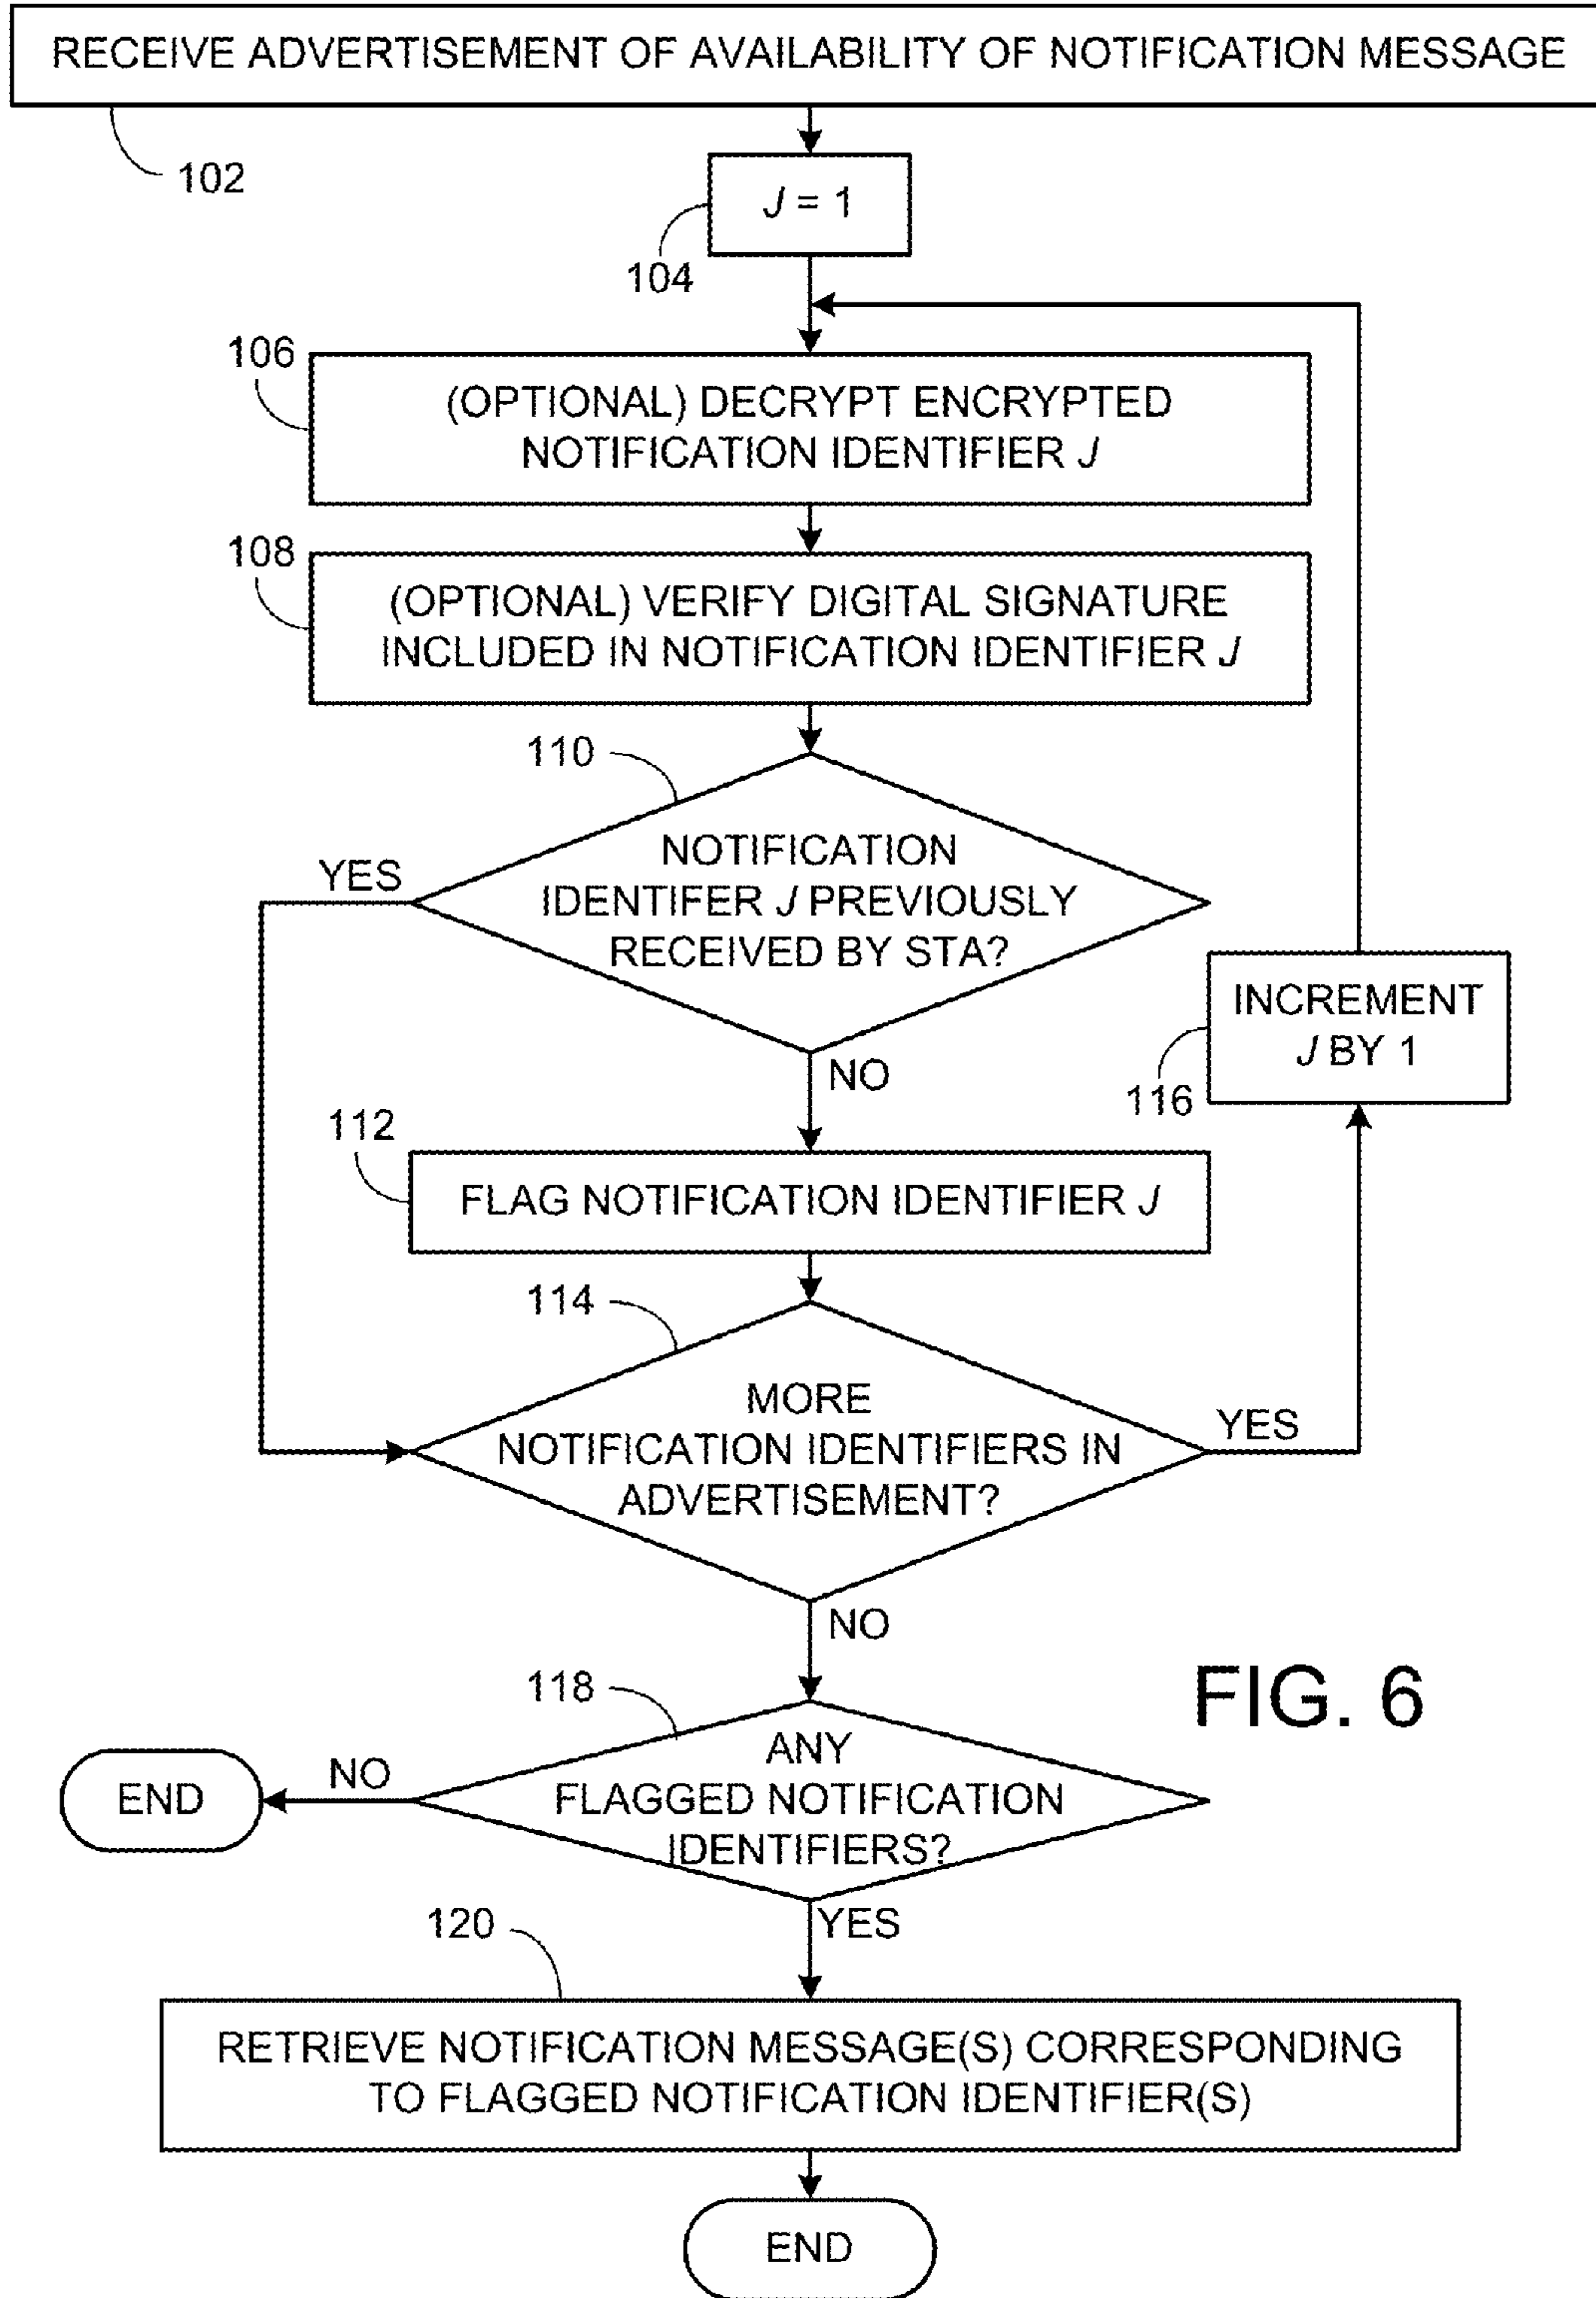 RECEIVE ADVERTISEMENT OF AVAILABILITY OF NOTIFICATION MESSAGE
102
J = 1
104
106
(OPTIONAL) DECRYPT ENCRYPTED
NOTIFICATION IDENTIFIER J
108
(OPTIONAL) VERIFY DIGITAL SIGNATURE
INCLUDED IN NOTIFICATION IDENTIFIER J
110
YES
NOTIFICATION
IDENTIFER J PREVIOUSLY
RECEIVED BY STA?
INCREMENT
J BY 1
116
NO
112
FLAG NOTIFICATION IDENTIFIER J
114
MORE
NOTIFICATION IDENTIFIERS IN
ADVERTISEMENT?
YES
NO
FIG. 6
118
ANY
FLAGGED NOTIFICATION
IDENTIFIERS?
NO
END
YES
120
RETRIEVE NOTIFICATION MESSAGE(S) CORRESPONDING
TO FLAGGED NOTIFICATION IDENTIFIER(S)
END